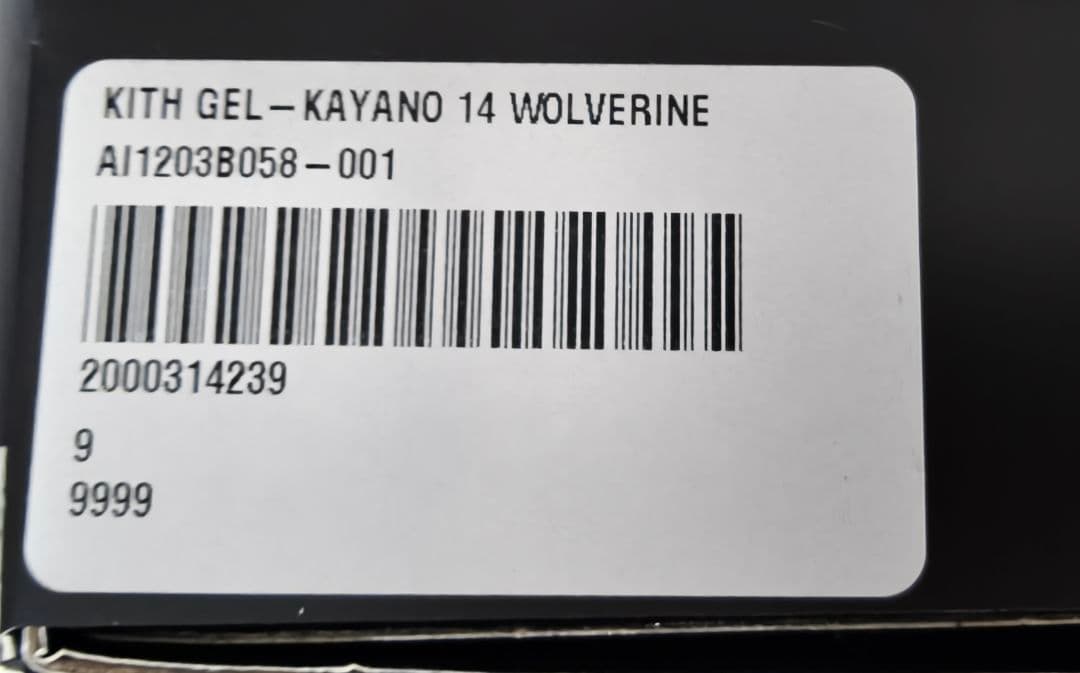 KITH GEL-KAYANO 14 WOLVERINE
AI1203B058-001
2000314239
9
9999